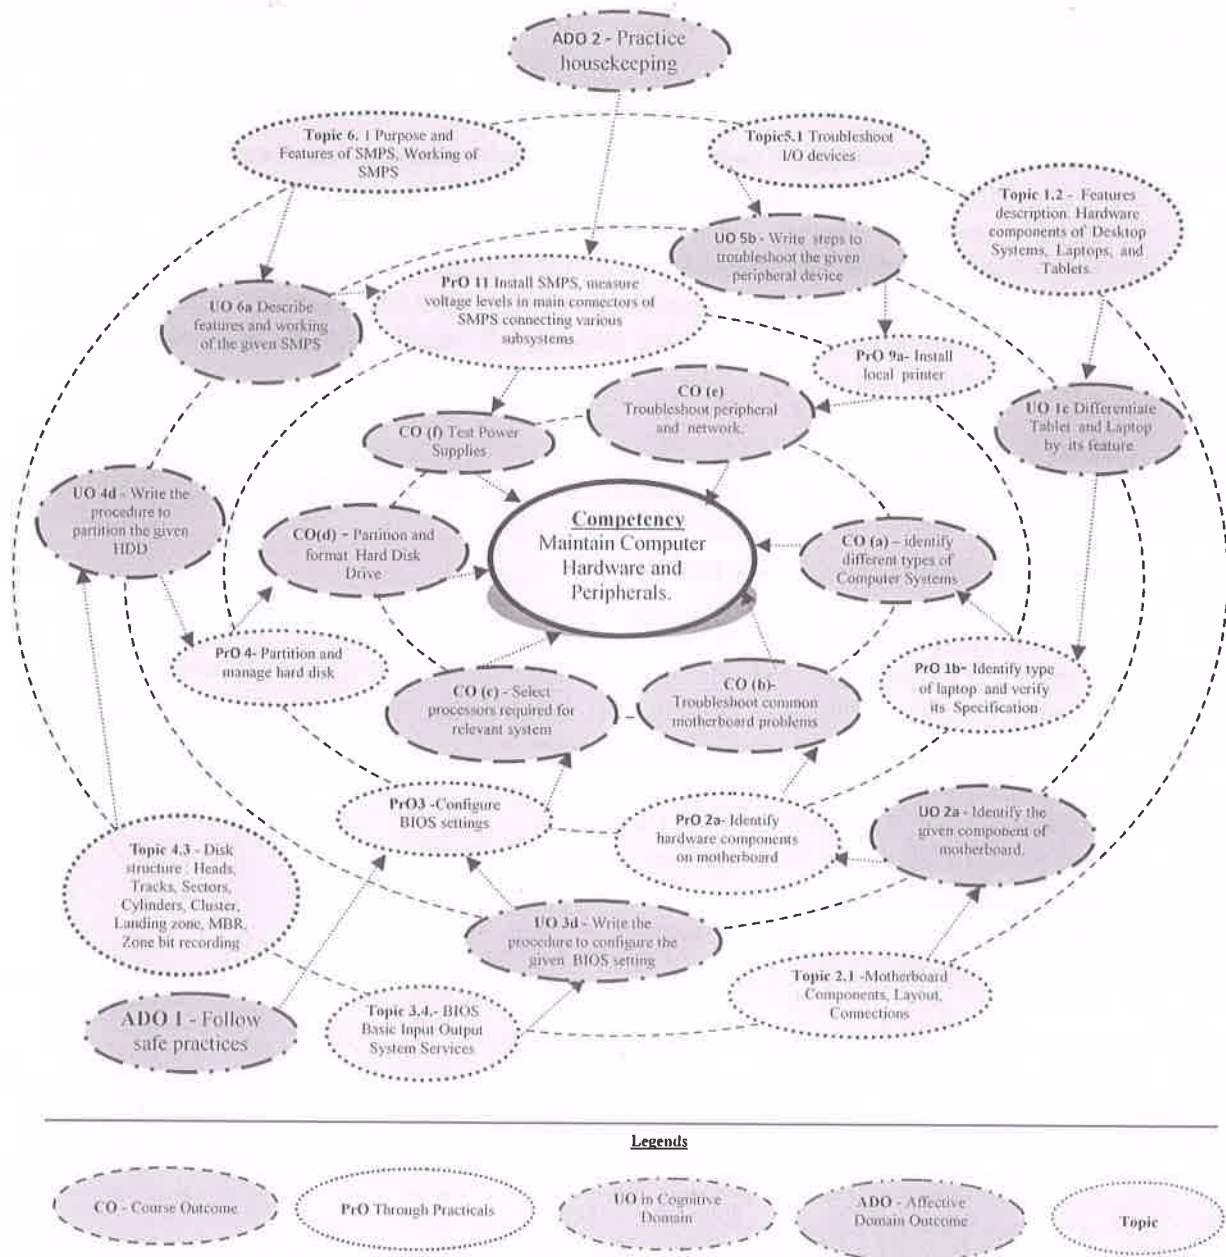 ADO 2 - Practice
housekeeping
Topic 6. 1 Purpose and
Features of SMPS, Working of
SMPS
Topic5.1 Troubleshoot
I/O devices
Topic 1.2 - Features
description. Hardware
components of Desktop
Systems, Laptops, and
Tablets.
UO 5b - Write steps to
troubleshoot the given
peripheral device
UO 6a Describe
features and working
of the given SMPS
PrO 11 Install SMPS, measure
voltage levels in main connectors of
SMPS connecting various
subsystems.
PrO 9a- Install
local printer
CO (e)
Troubleshoot peripheral
and network.
UO 1c Differentiate
Tablet and Laptop
by its feature
CO (f) Test Power
Supplies
UO 4d - Write the
procedure to
partition the given
HDD
CO(d) - Partition and
format Hard Disk
Drive
Competency
Maintain Computer
Hardware and
Peripherals.
CO (a) – identify
different types of
Computer Systems
PrO 4- Partition and
manage hard disk
CO (c) - Select
processors required for
relevant system
CO (b)-
Troubleshoot common
motherboard problems
PrO 1b- Identify type
of laptop and verify
its Specification
PrO3 -Configure
BIOS settings
PrO 2a- Identify
hardware components
on motherboard
UO 2a- Identify the
given component of
motherboard.
Topic 4.3 - Disk
structure : Heads,
Tracks, Sectors,
Cylinders, Cluster,
Landing zone, MBR,
Zone bit recording
UO 3d - Write the
procedure to configure the
given BIOS setting
Topic 2.1 -Motherboard
Components, Layout,
Connections
ADO 1 - Follow
safe practices
Topic 3.4.- BIOS
Basic Input Output
System Services
Legends
CO - Course Outcome
PrO Through Practicals
UO in Cognitive
Domain
ADO - Affective
Domain Outcome
Topic